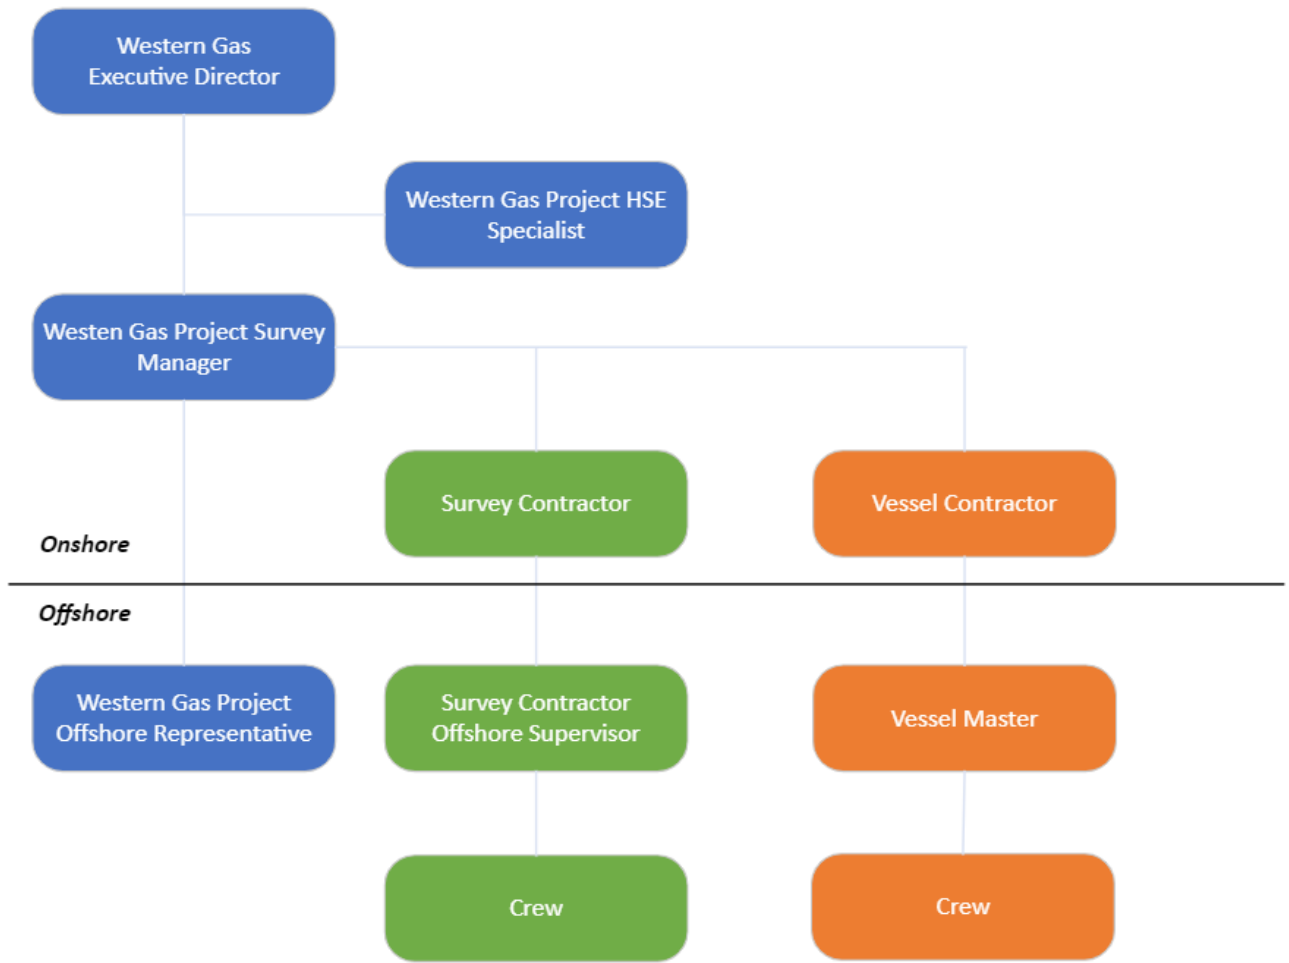 Western Gas
Executive Director
Western Gas Project HSE
Specialist
Westen Gas Project Survey
Manager
Survey Contractor
Vessel Contractor
Onshore
Offshore
Western Gas Project
Offshore Representative
Survey Contractor
Offshore Supervisor
Vessel Master
Crew
Crew